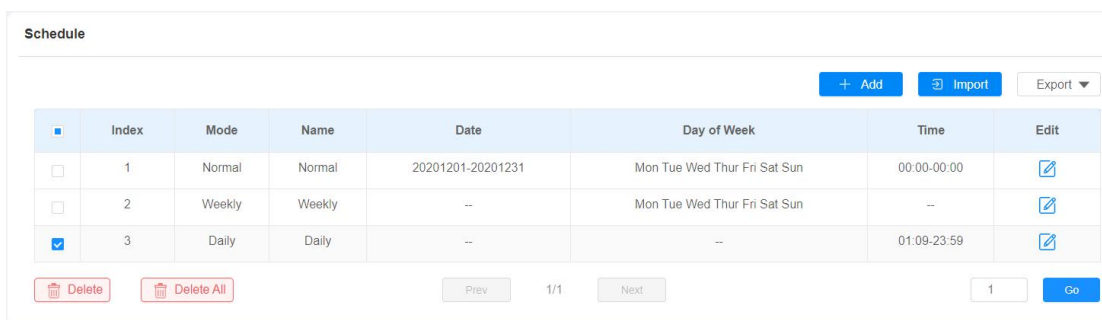 Schedule
Add Import Export
Index Mode Name Date Day of Week Time Edit
1 Normal Normal 20201201-20201231 Mon Tue Wed Thur Fri Sat Sun 00:00-00:00
2 Weekly Weekly -- Mon Tue Wed Thur Fri Sat Sun --
3 Daily Daily -- -- 01:09-23:59
Delete Delete All Prev 1/1 Next 1 Go